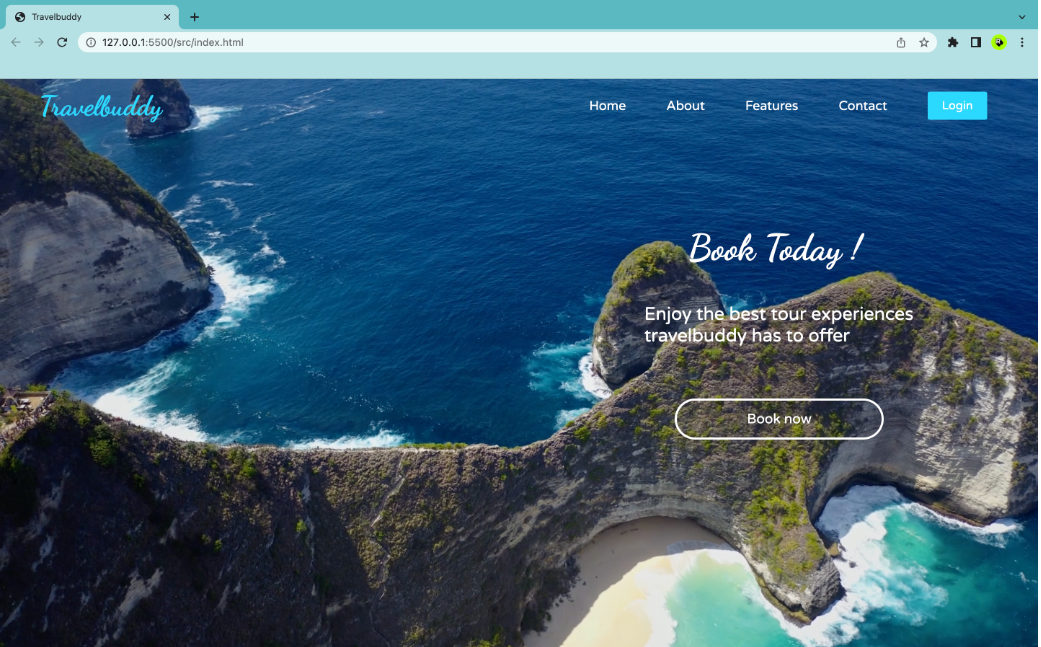 Travelbuddy
127.0.0.1:5500/src/index.html
Travelbuddy
Home
About
Features
Contact
Login
Book Today !
Enjoy the best tour experiences
travelbuddy has to offer
Book now